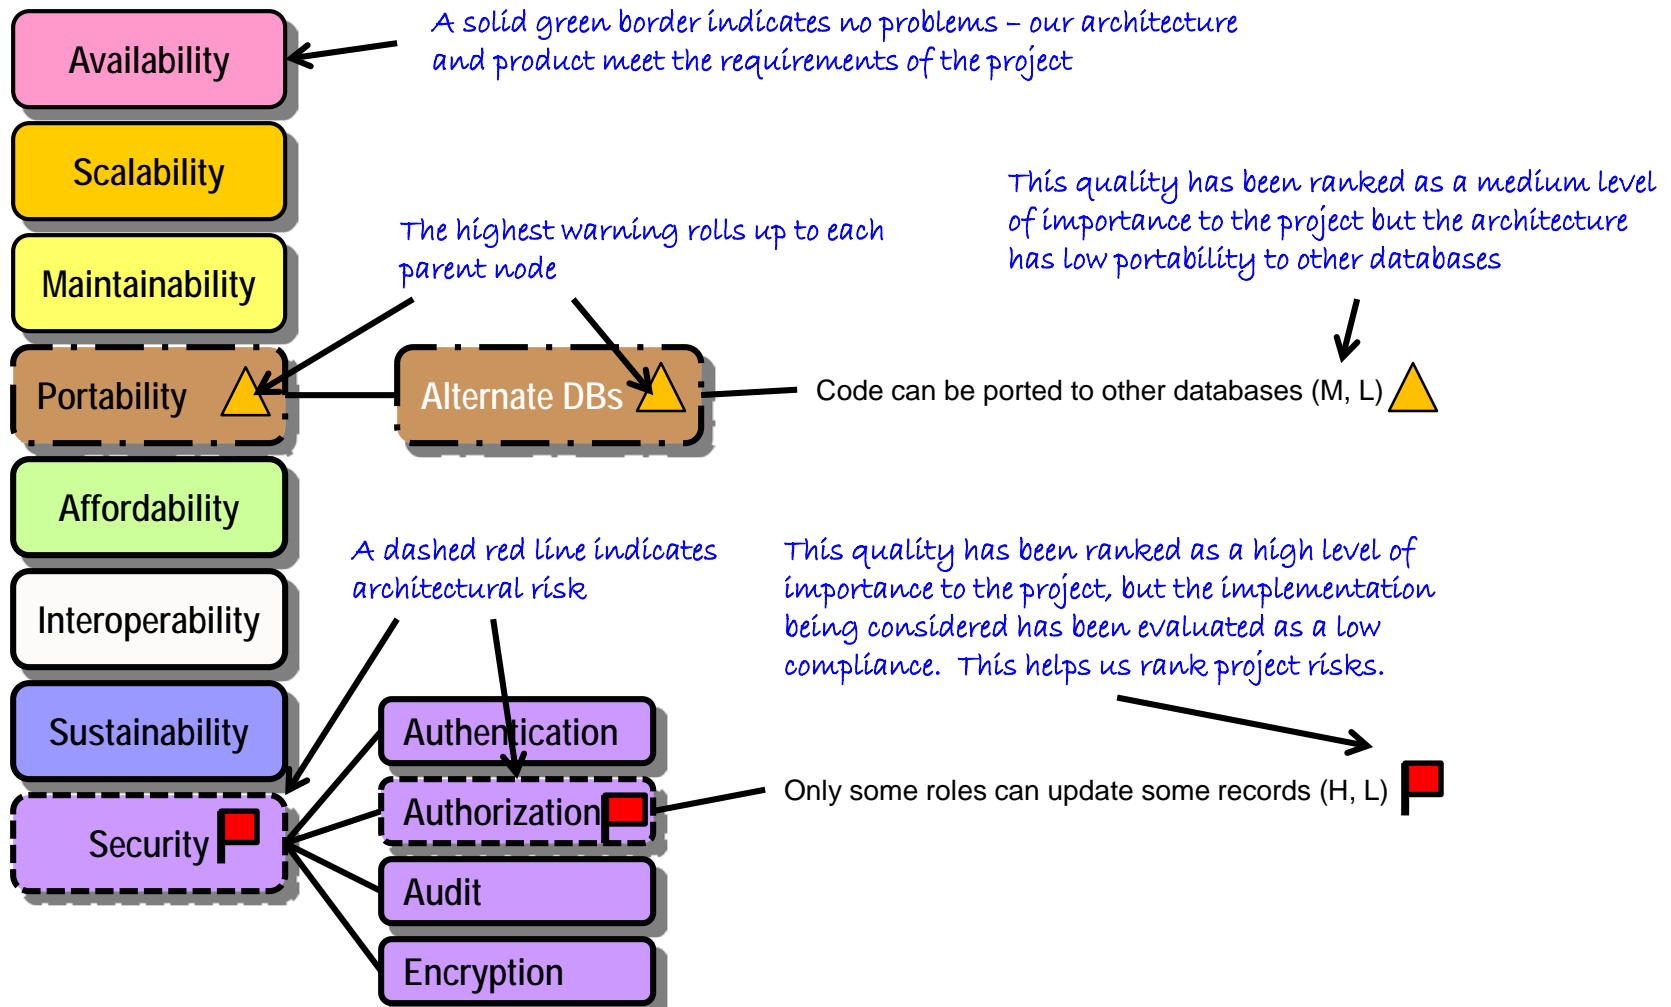 A solid green border indicates no problems – our architecture
and product meet the requirements of the project
Availability
Scalability
This quality has been ranked as a medium level
of importance to the project but the architecture
has low portability to other databases
The highest warning rolls up to each
parent node
Maintainability
Portability
Alternate DBs
Code can be ported to other databases (M, L)
Affordability
A dashed red line indicates
architectural risk
This quality has been ranked as a high level of
importance to the project, but the implementation
being considered has been evaluated as a low
compliance.  This helps us rank project risks.
Interoperability
Sustainability
Authentication
Authorization
Only some roles can update some records (H, L)
Security
Audit
Encryption